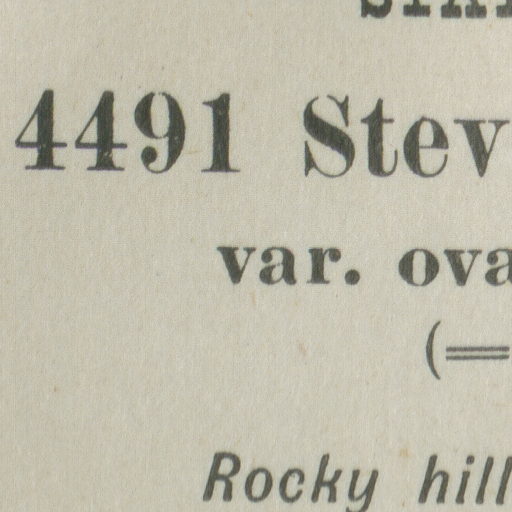 4491 Stev
var. ova
(=
Rocky hill